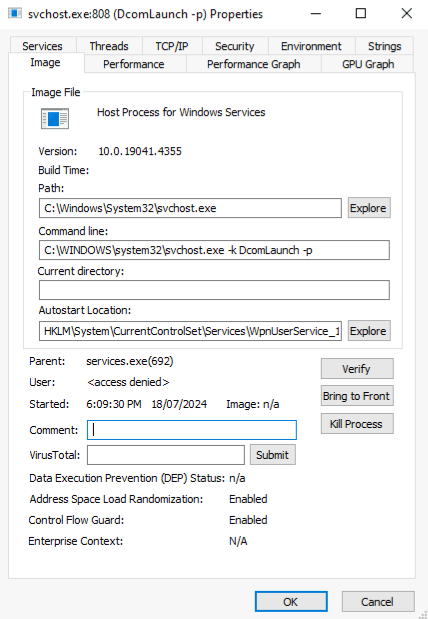 svchost.exe:808 (DcomLaunch -p) Properties
Services Threads TCP/IP Security Environment Strings
Image Performance Performance Graph GPU Graph
Image File
Host Process for Windows Services
Version: 10.0.19041.4355
Build Time:
Path:
C:\Windows\System32\svchost.exe Explore
Command line:
C:\WINDOWS\system32\svchost.exe -k DcomLaunch -p
Current directory:
Autostart Location:
HKLM\System\CurrentControlSet\Services\WpnUserService_1 Explore
Parent: services.exe(692) Verify
User: <access denied>
Bring to Front
Started: 6:09:30 PM 18/07/2024 Image: n/a
Comment: Kill Process
VirusTotal: Submit
Data Execution Prevention (DEP) Status: n/a
Address Space Load Randomization: Enabled
Control Flow Guard: Enabled
Enterprise Context: N/A
OK Cancel